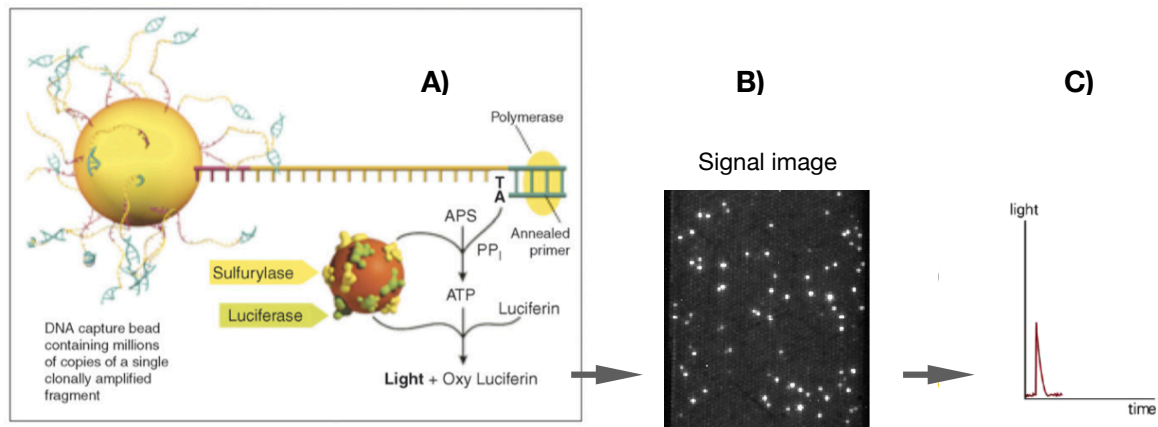 A)
B)
C)
Polymerase
T
A
Annealed
primer
APS
PPI
Sulfurylase
ATP
Luciferase
Luciferin
DNA capture bead
containing millions
of copies of a single
clonally amplified
fragment
Light + Oxy Luciferin
Signal image
light
time